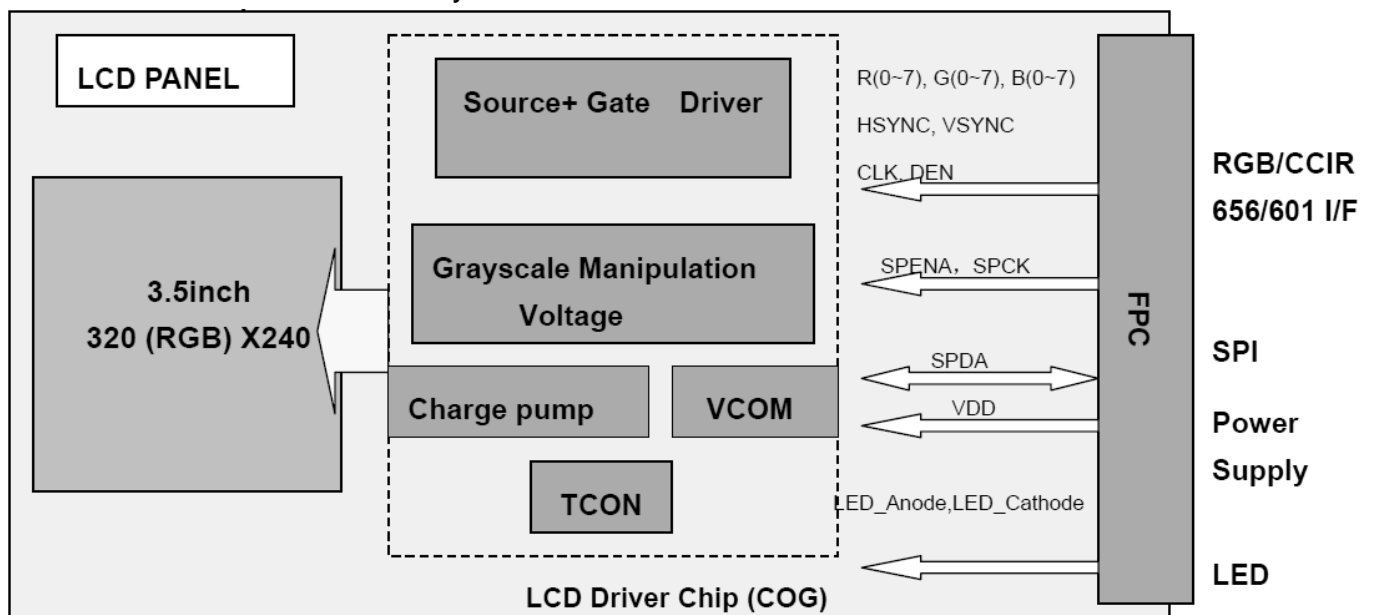 LCD PANEL
Source+ Gate Driver
R(0~7), G(0~7), B(0~7)
HSYNC, VSYNC
CLK, DEN
RGB/CCIR
656/601 I/F
Grayscale Manipulation
Voltage
SPENA，SPCK
3.5inch
320 (RGB) X240
FPC
SPI
SPDA
Charge pump
VCOM
VDD
Power
Supply
TCON
LED_Anode,LED_Cathode
LED
LCD Driver Chip (COG)